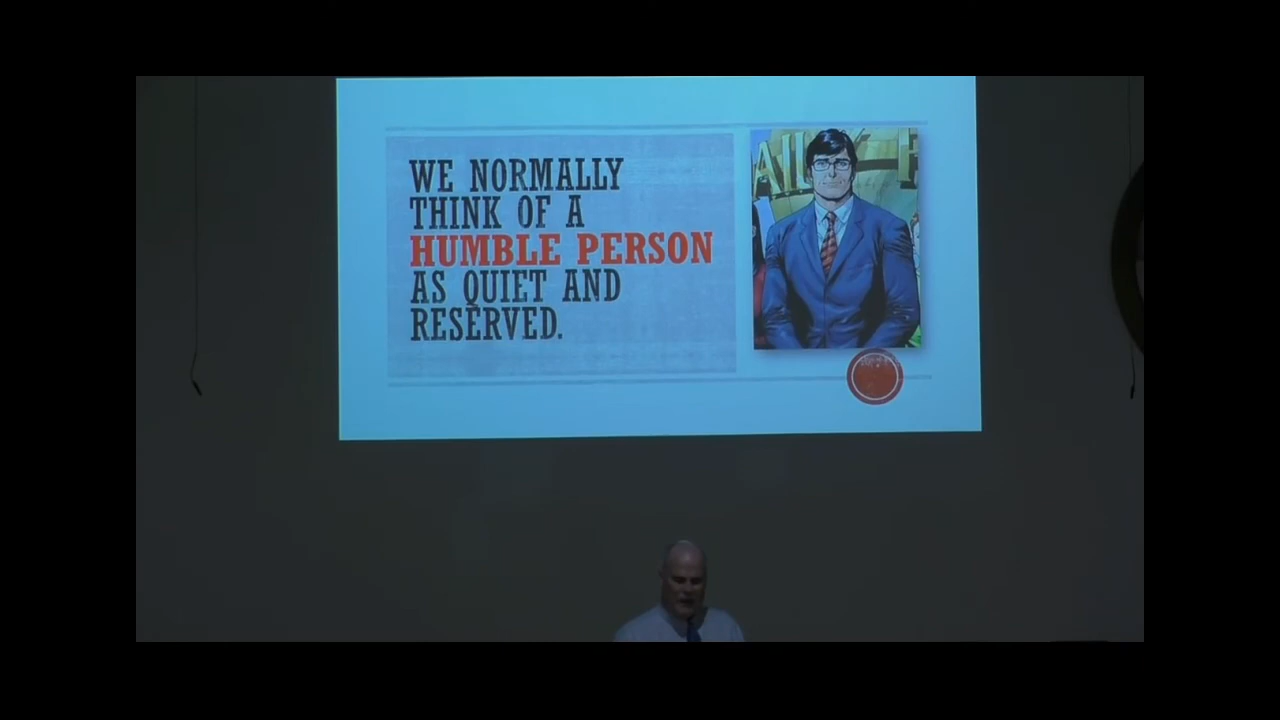 WE NORMALLY
THINK OF A
HUMBLE PERSON
AS QUIET AND
RESERVED.